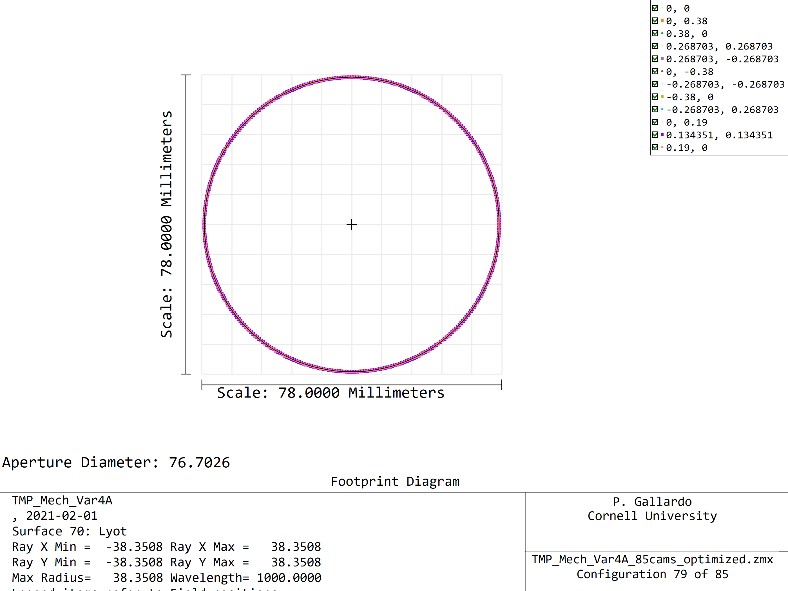 0, 0
0, 0.38
0.38, 0
0.268703, 0.268703
0.268703, -0.268703
0, -0.38
-0.268703, -0.268703
-0.38, 0
-0.268703, 0.268703
0, 0.19
0.134351, 0.134351
0.19, 0
Scale: 78.0000 Millimeters
Scale: 78.0000 Millimeters
Aperture Diameter: 76.7026
Footprint Diagram
TMP_Mech_Var4A
, 2021-02-01
Surface 70: Lyot
Ray X Min = -38.3508 Ray X Max = 38.3508
Ray Y Min = -38.3508 Ray Y Max = 38.3508
Max Radius= 38.3508 Wavelength= 1000.0000
P. Gallardo
Cornell University
TMP_Mech_Var4A_85cams_optimized.zmx
Configuration 79 of 85